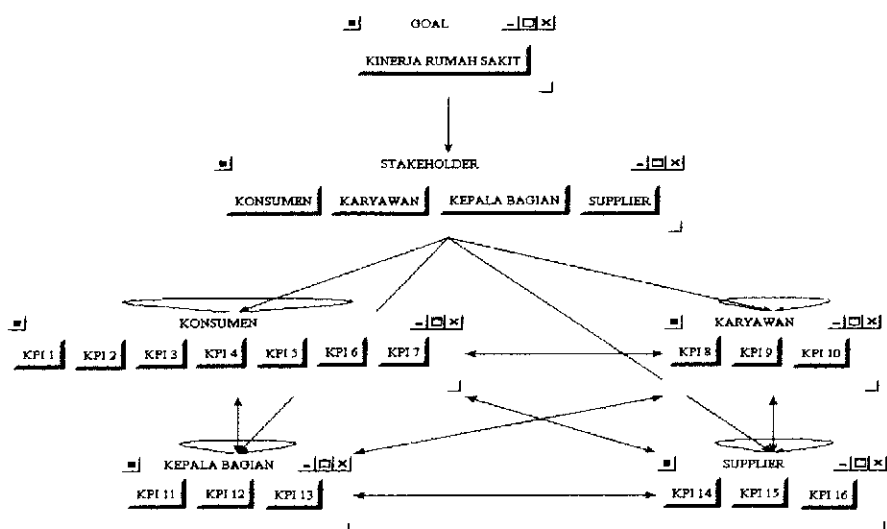 GOAL
KINERJA RUMAH SAKIT
STAKEHOLDER
KONSUMEN KARYAWAN KEPALA BAGIAN SUPPLIER
KONSUMEN KARYAWAN
KPI 1 KPI 2 KPI 3 KPI 4 KPI 5 KPI 6 KPI 7 KPI 8 KPI 9 KPI 10
KEPALA BAGIAN SUPPLIER
KPI 11 KPI 12 KPI 13 KPI 14 KPI 15 KPI 16